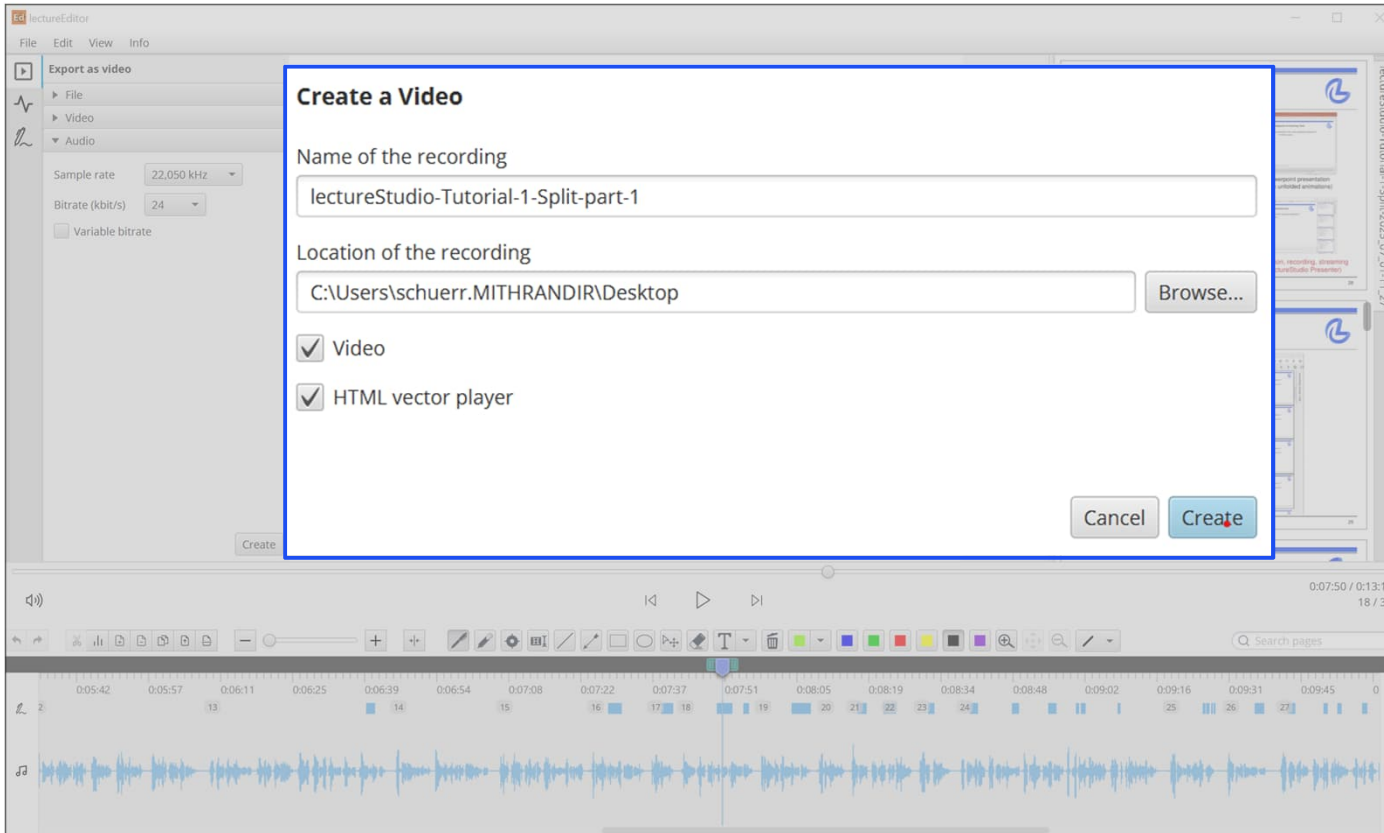 Ed lectureEditor
File Edit View Info
Export as video
File
Video
Audio
Sample rate 22,050 kHz
Bitrate (kbit/s) 24
Variable bitrate
Create
Create a Video
Name of the recording
lectureStudio-Tutorial-1-Split-part-1
Location of the recording
C:\Users\schuerr.MITHRANDIR\Desktop
Browse...
Video
HTML vector player
Cancel Create
0:07:50 / 0:13:1
18 / 3
T
Search pages
0:05:42 0:05:57 0:06:11 0:06:25 0:06:39 0:06:54 0:07:08 0:07:22 0:07:37 0:07:51 0:08:05 0:08:19 0:08:34 0:08:48 0:09:02 0:09:16 0:09:31 0:09:45 0
2 13 14 15 16 17 18 19 20 21 22 23 24 25 26 27